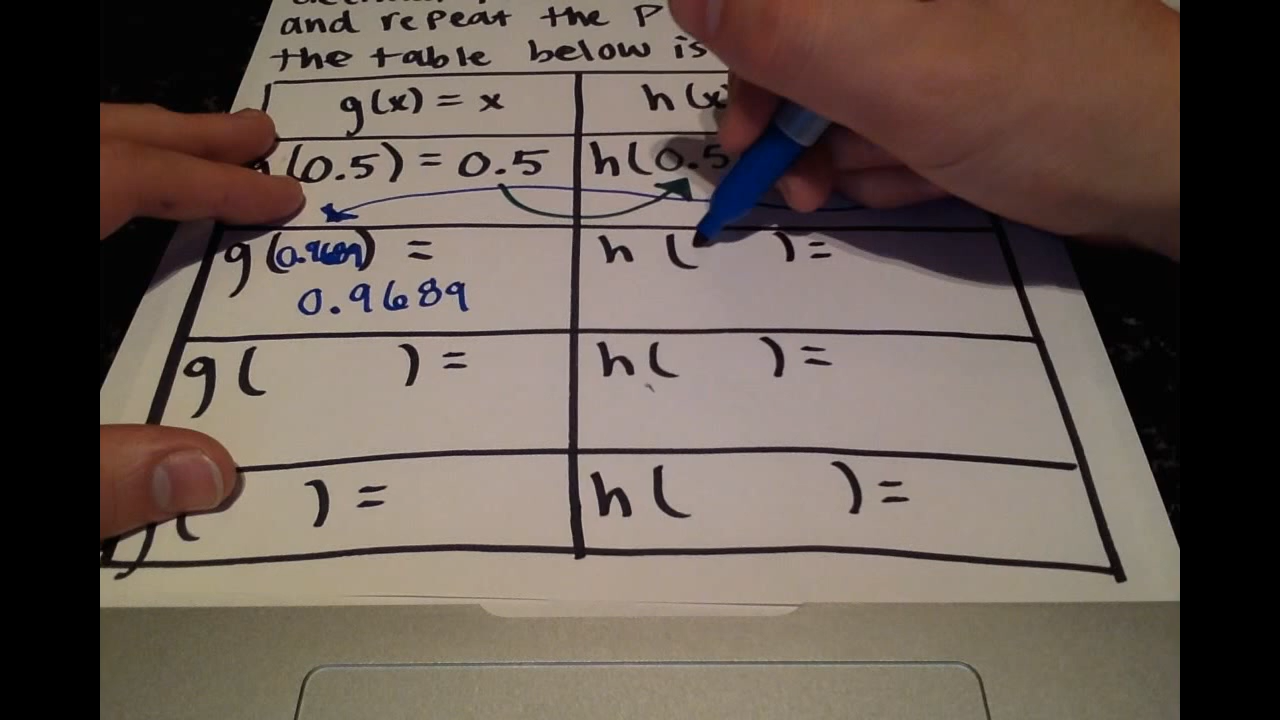 and repeat the P
the table below is
g(x) = x h(x)
(0.5) = 0.5 h(0.5
g(0.9689) = h( ) =
0.9689
g( ) = h( ) =
( ) = h( ) =